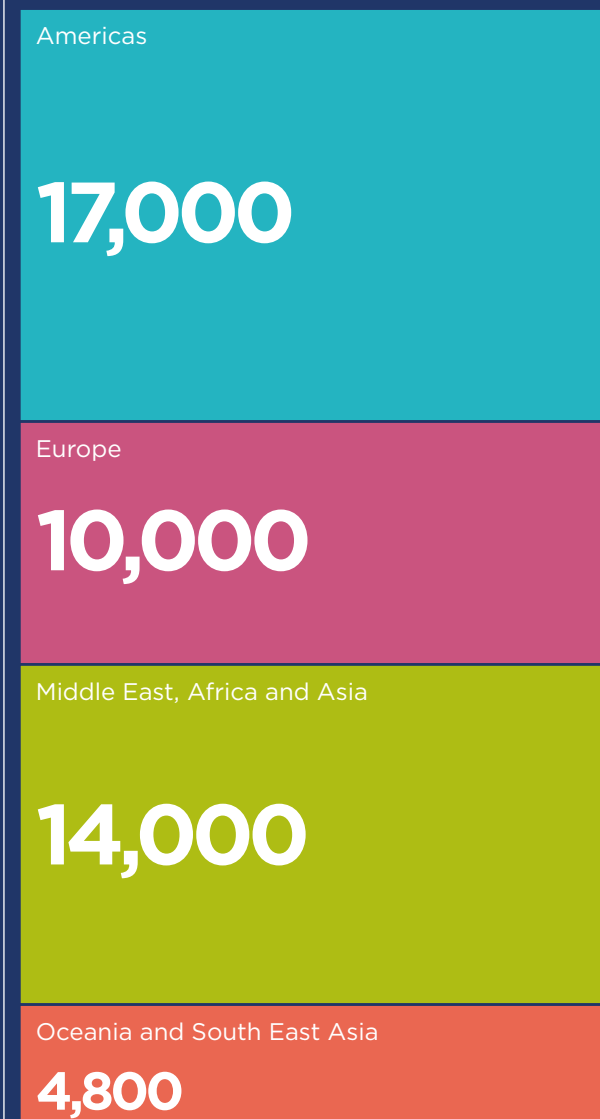 Americas
17,000
Europe
10,000
Middle East, Africa and Asia
14,000
Oceania and South East Asia
4,800